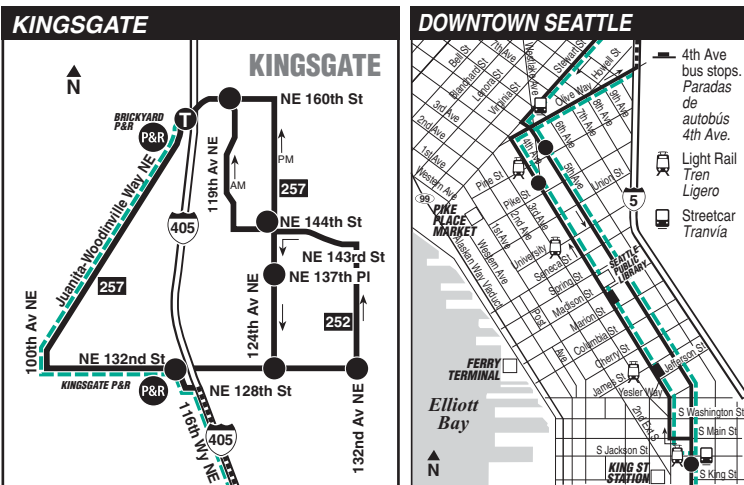 KINGSGATE
KINGSGATE
N
BRICKYARD
P&R
P&R
T
NE 160th St
119th Av NE
AM
PM
257
405
NE 144th St
NE 143rd St
NE 137th Pl
Juanita-Woodinville Way NE
257
100th Av NE
124th Av NE
252
NE 132nd St
KINGSGATE P&R
P&R
NE 128th St
116th Wy NE
405
132nd Av NE
DOWNTOWN SEATTLE
Bell St
7th Ave
Westlake Ave
Stewart St
Howell St
Blanchard St
Lenora St
Virginia St
Olive Way
9th Ave
8th Ave
7th Ave
6th Ave
5th Ave
3rd Ave
2nd Ave
1st Ave
Western Ave
4th Ave
4th Ave
bus stops.
Paradas
de
autobús
4th Ave.
Light Rail
Tren
Ligero
Streetcar
Tranvía
99
PIKE
PLACE
MARKET
Pine St
Pike St
Union St
5
3rd Ave
2nd Ave
1st Ave
Western Ave
Alaskan Way Viaduct
University
Seneca St
Spring St
Madison St
Marion St
Columbia St
Cherry St
James St
Post
Ave
SEATTLE
PUBLIC
LIBRARY
Jefferson St
Yesler Way
FERRY
TERMINAL
Elliott
Bay
N
2nd Ext S
S Washington St
S Main St
S Jackson St
S King St
KING ST
STATION